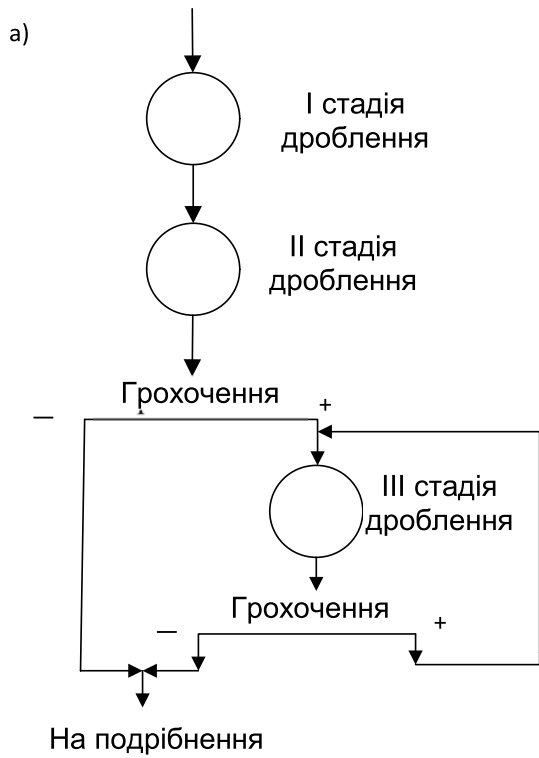 а)
І стадія
дроблення
ІІ стадія
дроблення
Грохочення
— +
ІІІ стадія
дроблення
Грохочення
— +
На подрібнення